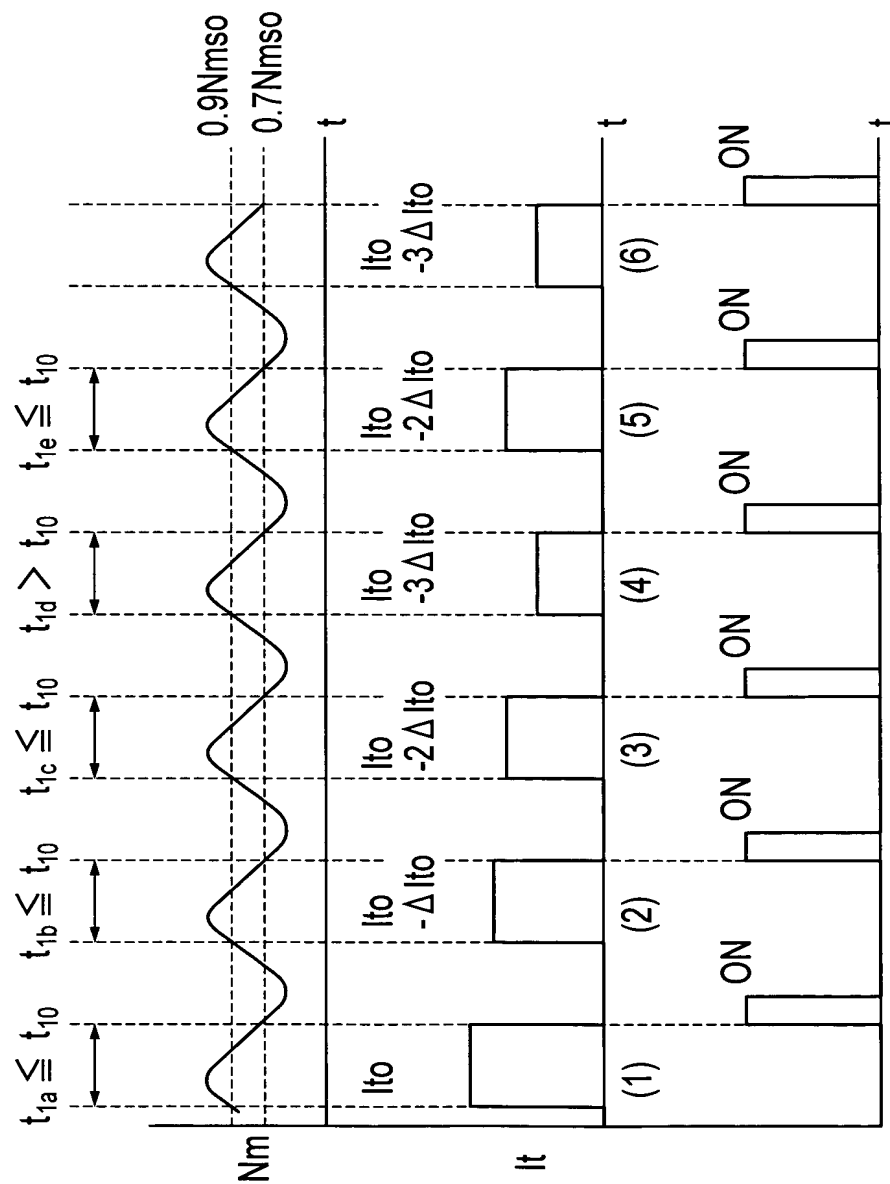 t1a ≦ t10
t1b ≦ t10
t1c ≦ t10
t1d > t10
t1e ≦ t10
0.9Nmso
0.7Nmso
Nm
t
Ito
Ito
-ΔIto
Ito
-2ΔIto
Ito
-3ΔIto
Ito
-2ΔIto
Ito
-3ΔIto
It
t
(1)
(2)
(3)
(4)
(5)
(6)
ON
ON
ON
ON
ON
ON
t